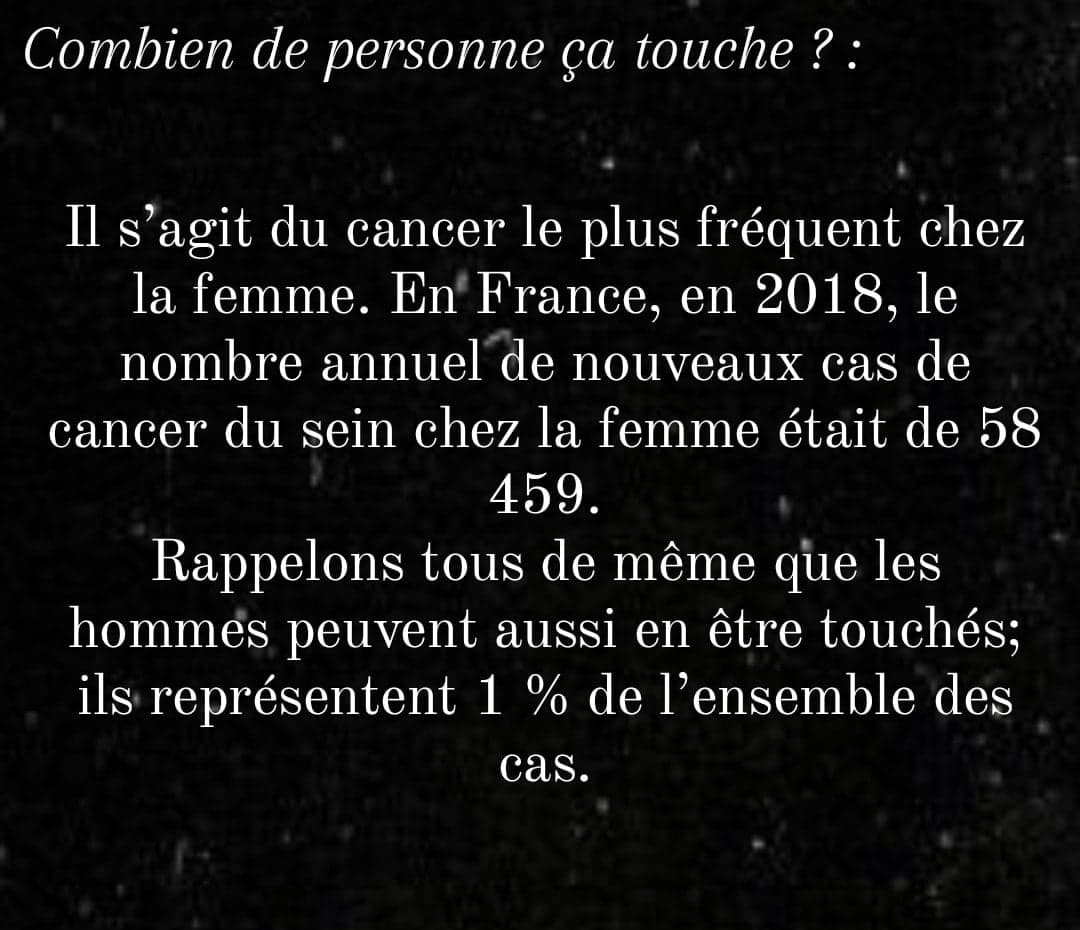 Combien de personne ça touche ? :
Il s’agit du cancer le plus fréquent chez
la femme. En France, en 2018, le
nombre annuel de nouveaux cas de
cancer du sein chez la femme était de 58
459.
Rappelons tous de même que les
hommes peuvent aussi en être touchés;
ils représentent 1 % de l’ensemble des
cas.